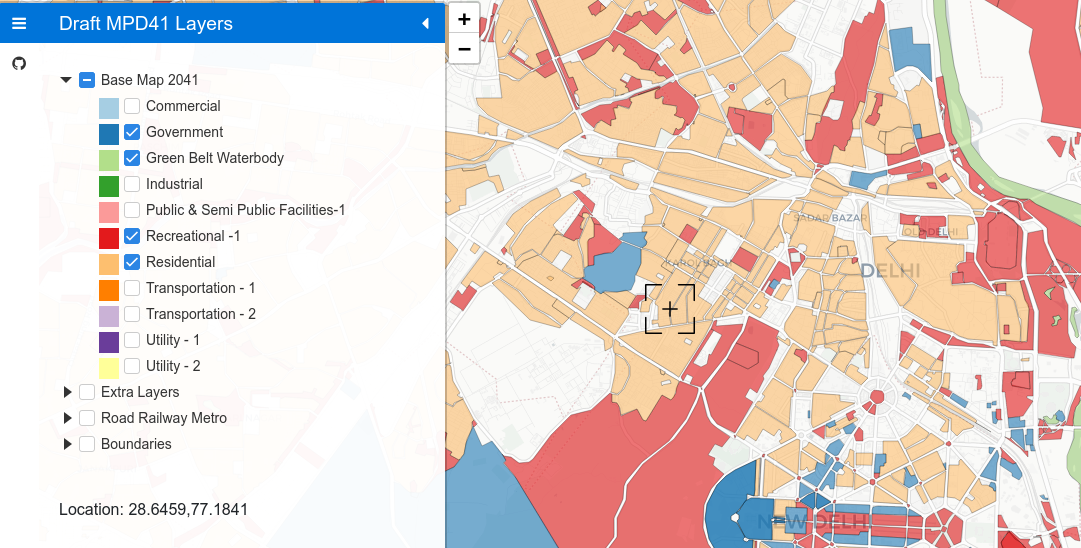 Draft MPD41 Layers
Base Map 2041
Commercial
Government
Green Belt Waterbody
Industrial
Public & Semi Public Facilities-1
Recreational -1
Residential
Transportation - 1
Transportation - 2
Utility - 1
Utility - 2
Extra Layers
Road Railway Metro
Boundaries
Location: 28.6459,77.1841
+
−
SADAR BAZAR
OLD DELHI
KAROL BAGH
DELHI
NEW DELHI